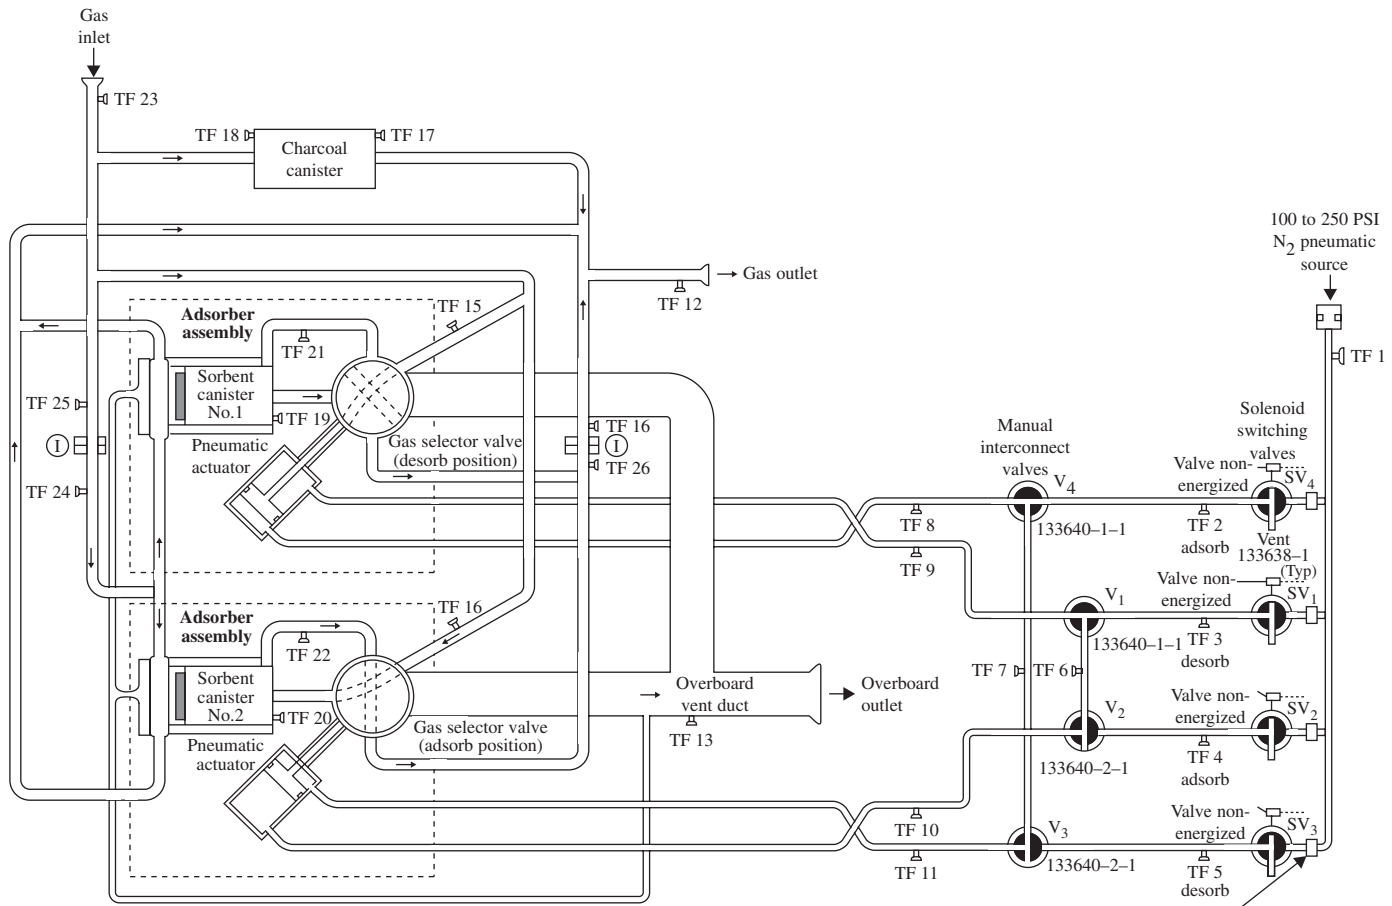 Gas
inlet
TF 23
TF 18
TF 17
Charcoal
canister
100 to 250 PSI
N2 pneumatic
source
Gas outlet
TF 12
TF 15
Adsorber
assembly
TF 21
TF 1
Sorbent
canister
No.1
TF 25
TF 19
TF 16
I
I
Pneumatic
actuator
Gas selector valve
(desorb position)
TF 26
TF 24
Manual
interconnect
valves
Solenoid
switching
valves
Valve non-
energized
V4
SV4
TF 8
133640–1–1
TF 2
adsorb
Vent
133638–1
(Typ)
TF 9
Valve non-
energized
SV1
V1
TF 16
Adsorber
assembly
TF 22
133640–1–1
TF 3
desorb
TF 7
TF 6
Sorbent
canister
No.2
TF 20
Overboard
vent duct
Overboard
outlet
Valve non-
energized
SV2
V2
TF 13
Gas selector valve
(adsorb position)
Pneumatic
actuator
133640–2–1
TF 4
adsorb
Valve non-
energized
SV3
TF 10
V3
TF 11
133640–2–1
TF 5
desorb